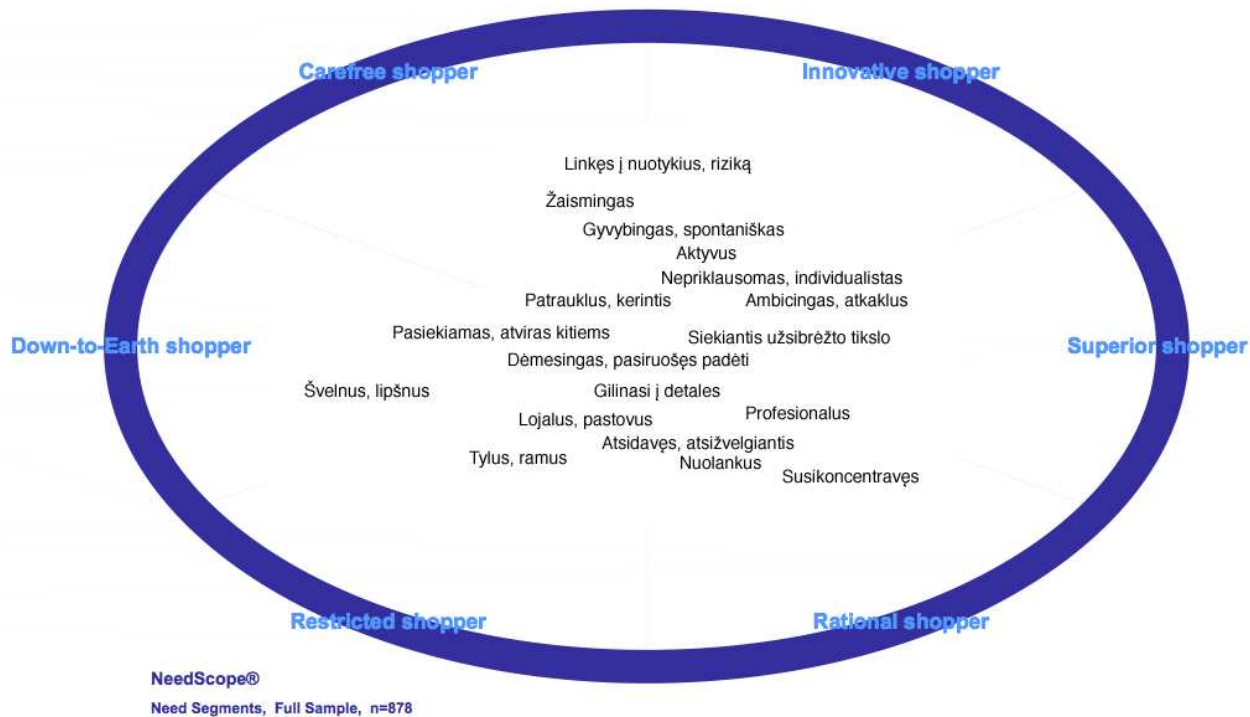 Carefree shopper
Innovative shopper
Linkęs į nuotykius, riziką
Žaismingas
Gyvybingas, spontaniškas
Aktyvus
Nepriklausomas, individualistas
Patrauklus, kerintis
Ambicingas, atkaklus
Pasiekiamas, atviras kitiems
Siekiantis užsibrėžto tikslo
Down-to-Earth shopper
Superior shopper
Dėmesingas, pasiruošęs padėti
Švelnus, lipšnus
Gilinasi į detales
Profesionalus
Lojalus, pastovus
Atsidavęs, atsižvelgiantis
Tylus, ramus
Nuolankus
Susikoncentravęs
Restricted shopper
Rational shopper
NeedScope®
Need Segments, Full Sample, n=878